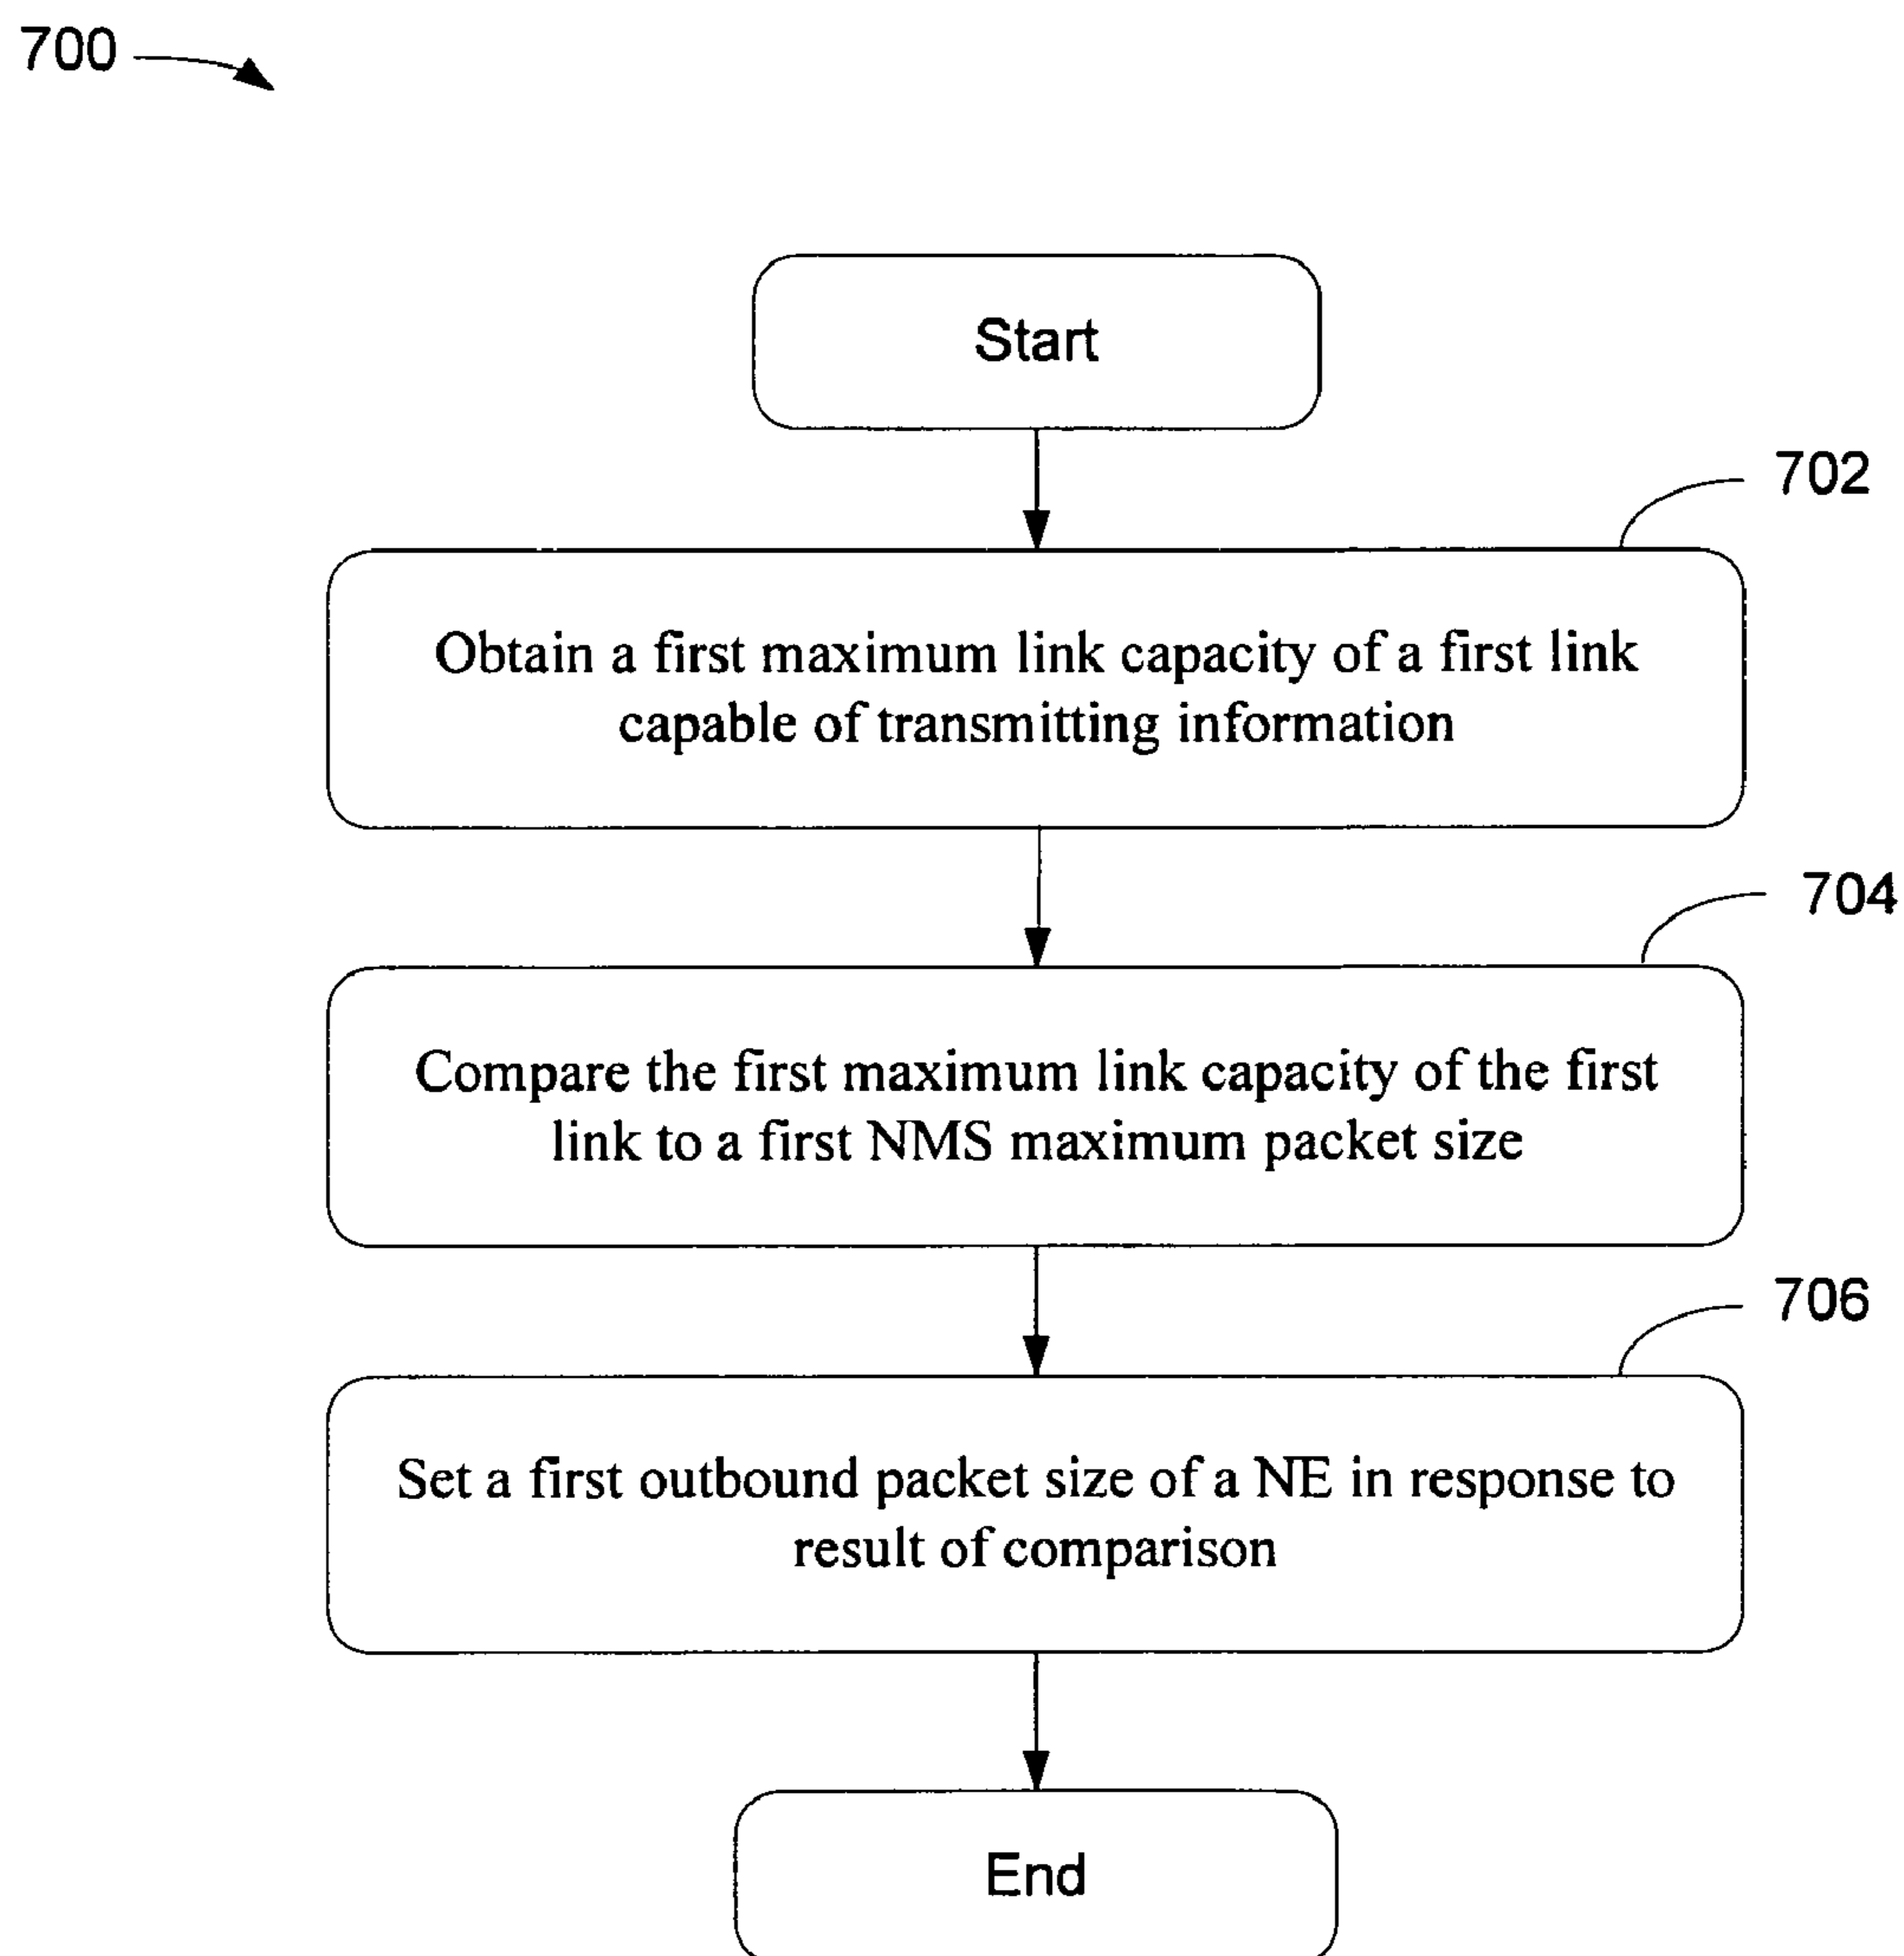 700
Start
702
Obtain a first maximum link capacity of a first link
capable of transmitting information
704
Compare the first maximum link capacity of the first
link to a first NMS maximum packet size
706
Set a first outbound packet size of a NE in response to
result of comparison
End